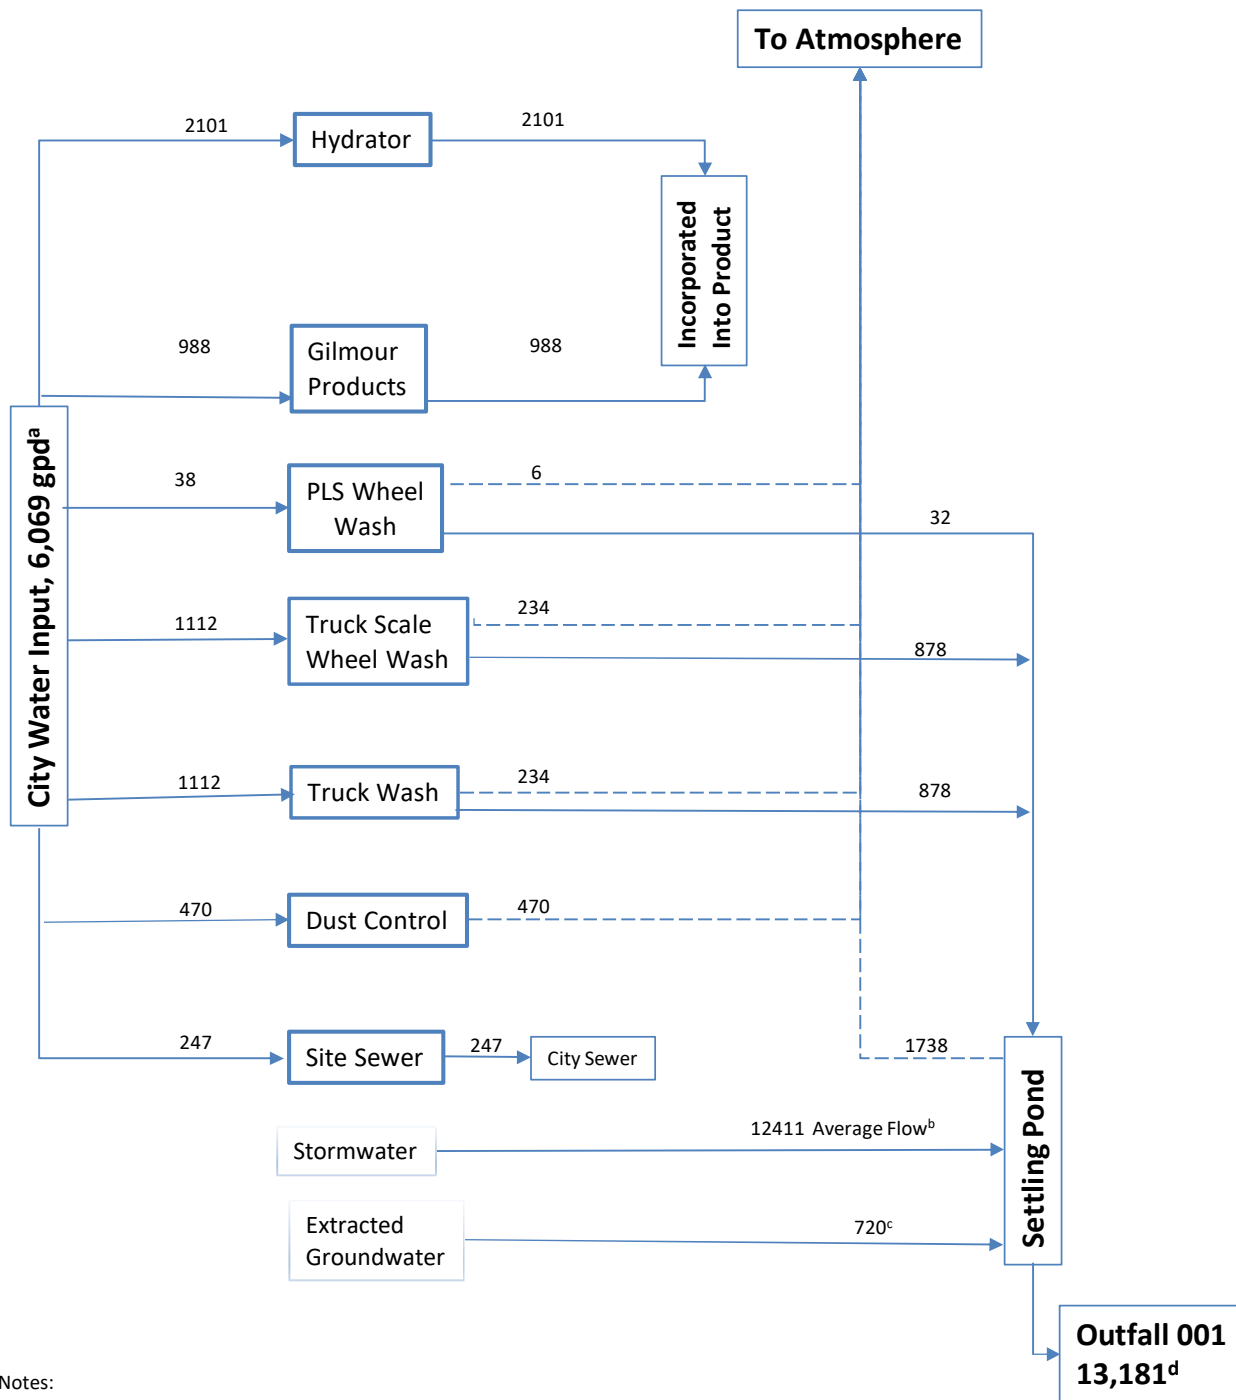 To Atmosphere
2101
Hydrator
2101
Incorporated
Into Product
988
Gilmour
Products
988
City Water Input, 6,069 gpdᵃ
38
PLS Wheel
Wash
6
32
1112
Truck Scale
Wheel Wash
234
878
1112
Truck Wash
234
878
470
Dust Control
470
247
Site Sewer
247
City Sewer
1738
Settling Pond
Stormwater
12411 Average Flowᵇ
Extracted
Groundwater
720ᶜ
Outfall 001
13,181ᵈ
Notes: